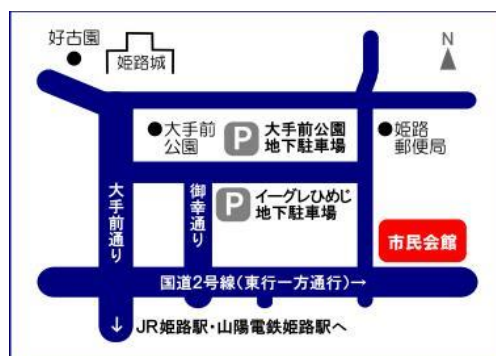 好古園
姫路城
N
大手前
公園
P
大手前公園
地下駐車場
姫路
郵便局
大手前通り
御幸通り
P
イーグレひめじ
地下駐車場
市民会館
国道2号線(東行一方通行)→
↓ JR姫路駅・山陽電鉄姫路駅へ